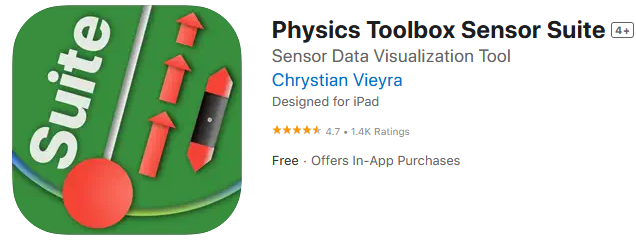 Suite
Physics Toolbox Sensor Suite 4+
Sensor Data Visualization Tool
Chrystian Vieyra
Designed for iPad
4.7 • 1.4K Ratings
Free · Offers In-App Purchases